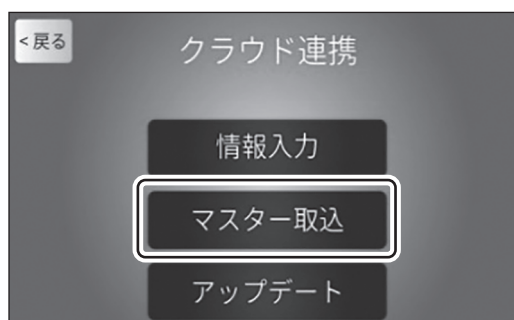 <戻る
クラウド連携
情報入力
マスター取込
アップデート